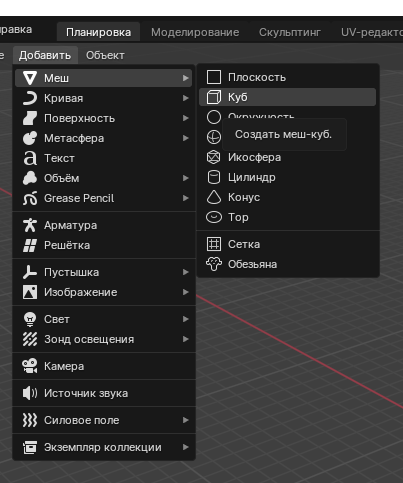 равка Планировка Моделирование Скульптинг UV-редакто
е Добавить Объект
Меш
Кривая
Поверхность
Метасфера
Текст
Объём
Grease Pencil
Арматура
Решётка
Пустышка
Изображение
Свет
Зонд освещения
Камера
Источник звука
Силовое поле
Экземпляр коллекции
Плоскость
Куб
Окружность
Создать меш-куб.
Икосфера
Цилиндр
Конус
Тор
Сетка
Обезьяна